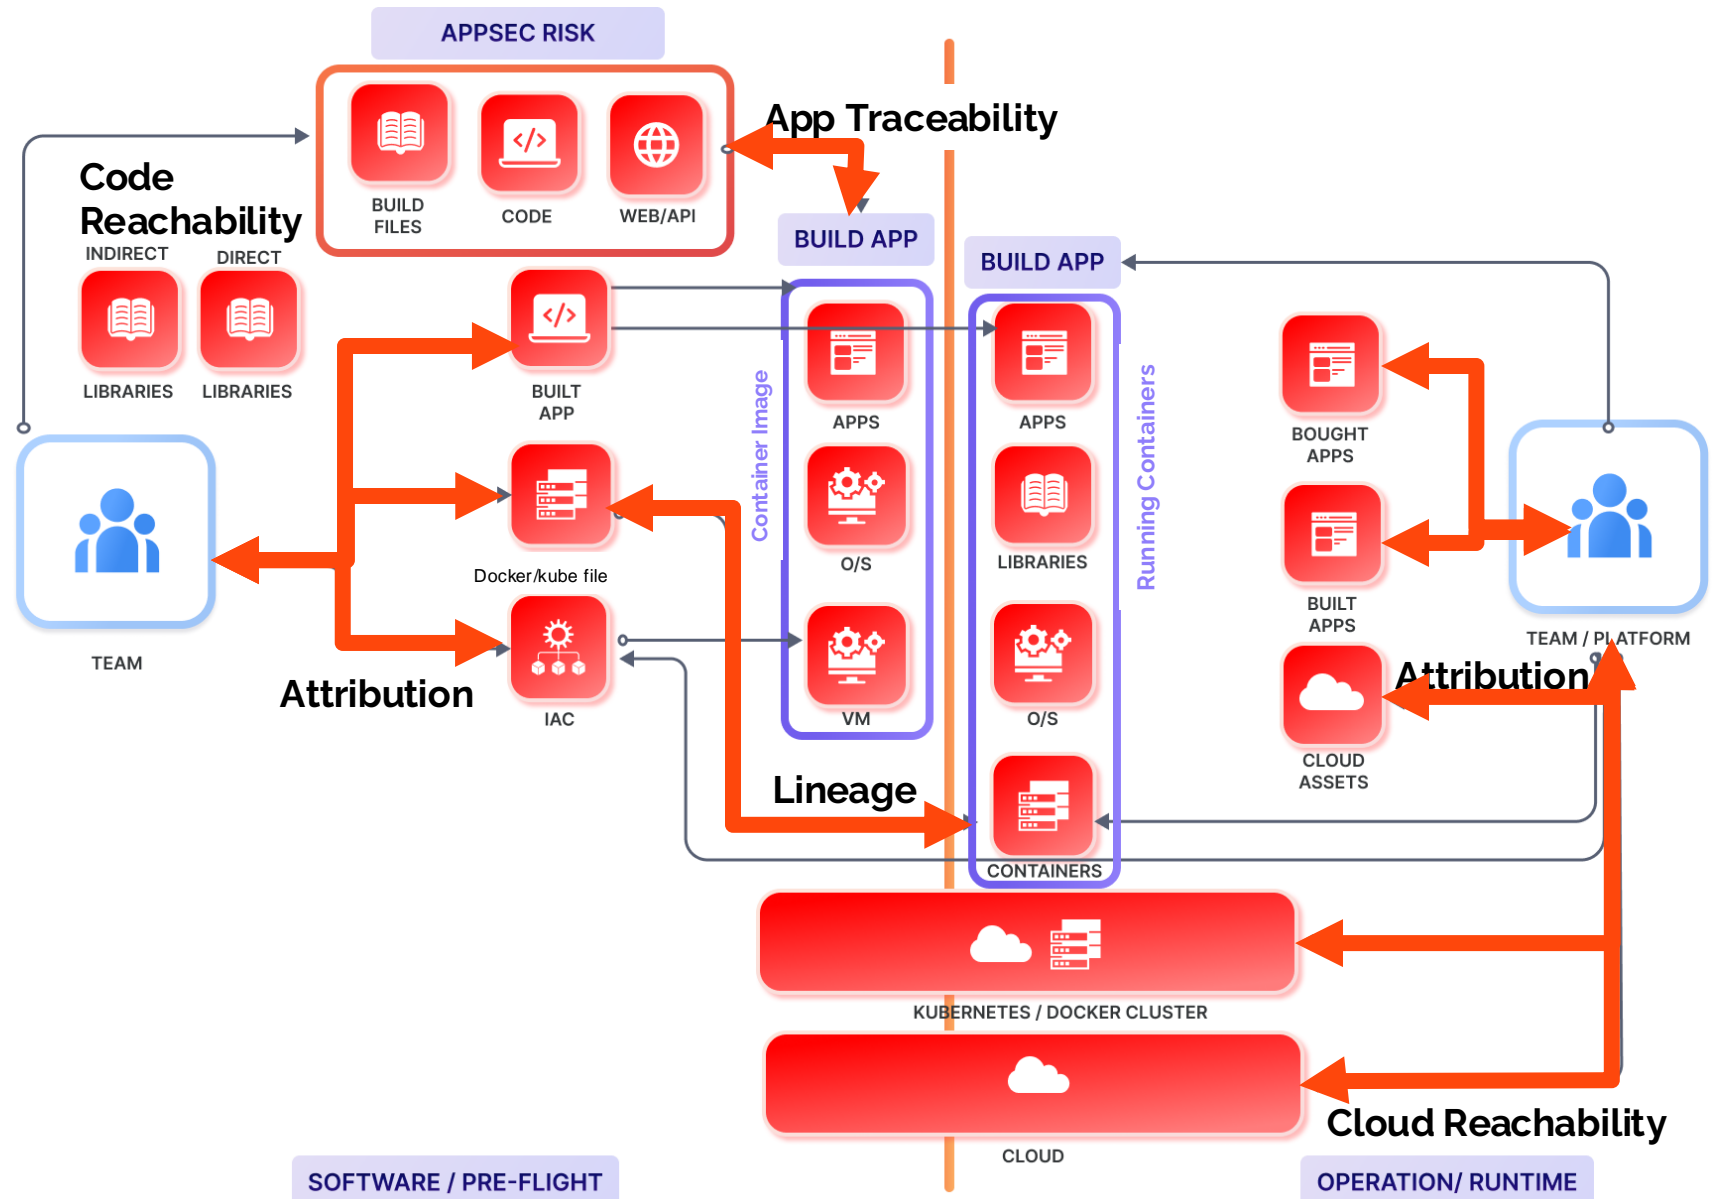 APPSEC RISK
App Traceability
Code
Reachability
BUILD
FILES
CODE
WEB/API
BUILD APP
BUILD APP
INDIRECT
DIRECT
LIBRARIES
LIBRARIES
BUILT
APP
Container Image
Running Containers
APPS
APPS
BOUGHT
APPS
O/S
LIBRARIES
Docker/kube file
BUILT
APPS
TEAM
TEAM / PLATFORM
Attribution
Attribution
IAC
VM
O/S
CLOUD
ASSETS
Lineage
CONTAINERS
KUBERNETES / DOCKER CLUSTER
Cloud Reachability
CLOUD
SOFTWARE / PRE-FLIGHT
OPERATION/ RUNTIME